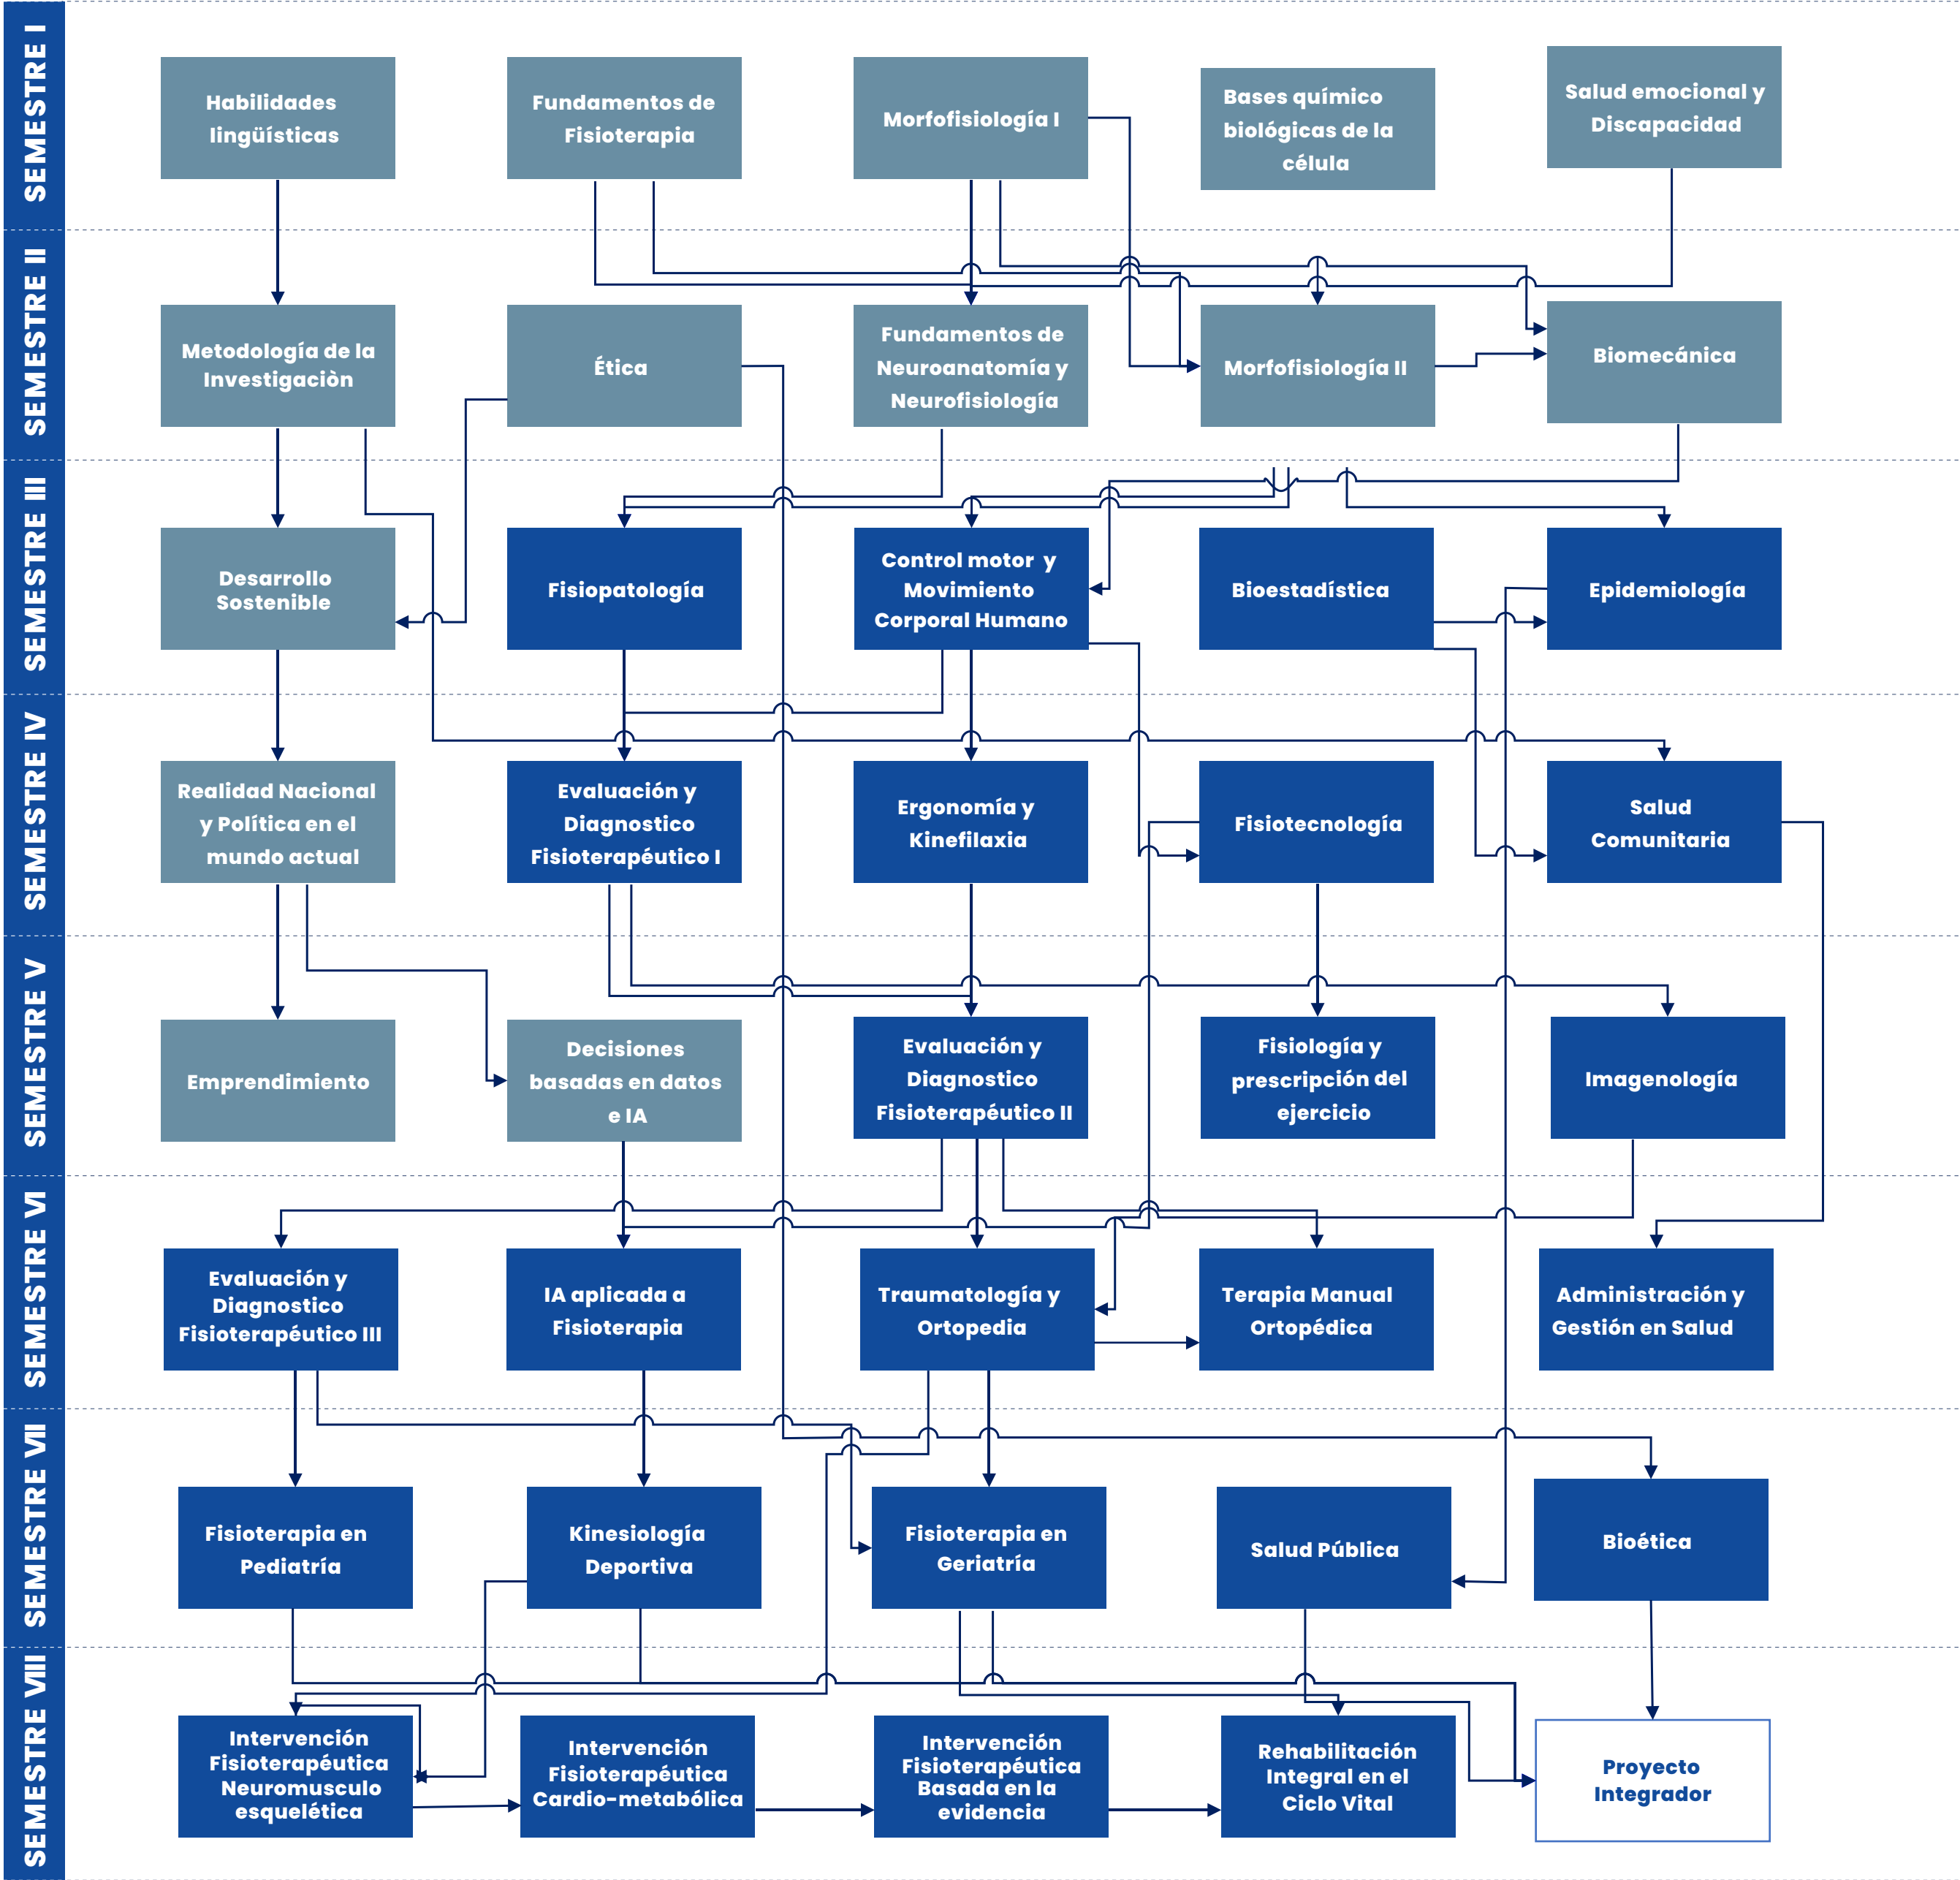 SEMESTRE I
Habilidades
lingüísticas
Fundamentos de
Fisioterapia
Morfofisiología I
Bases químico
biológicas de la
célula
Salud emocional y
Discapacidad
SEMESTRE II
Metodología de la
Investigaciòn
Ética
Fundamentos de
Neuroanatomía y
Neurofisiología
Morfofisiología II
Biomecánica
SEMESTRE III
Desarrollo
Sostenible
Fisiopatología
Control motor y
Movimiento
Corporal Humano
Bioestadística
Epidemiología
SEMESTRE IV
Realidad Nacional
y Política en el
mundo actual
Evaluación y
Diagnostico
Fisioterapéutico I
Ergonomía y
Kinefilaxia
Fisiotecnología
Salud
Comunitaria
SEMESTRE V
Emprendimiento
Decisiones
basadas en datos
e IA
Evaluación y
Diagnostico
Fisioterapéutico II
Fisiología y
prescripción del
ejercicio
Imagenología
SEMESTRE VI
Evaluación y
Diagnostico
Fisioterapéutico III
IA aplicada a
Fisioterapia
Traumatología y
Ortopedia
Terapia Manual
Ortopédica
Administración y
Gestión en Salud
SEMESTRE VII
Fisioterapia en
Pediatría
Kinesiología
Deportiva
Fisioterapia en
Geriatría
Salud Pública
Bioética
SEMESTRE VIII
Intervención
Fisioterapéutica
Neuromusculo
esquelética
Intervención
Fisioterapéutica
Cardio-metabólica
Intervención
Fisioterapéutica
Basada en la
evidencia
Rehabilitación
Integral en el
Ciclo Vital
Proyecto
Integrador